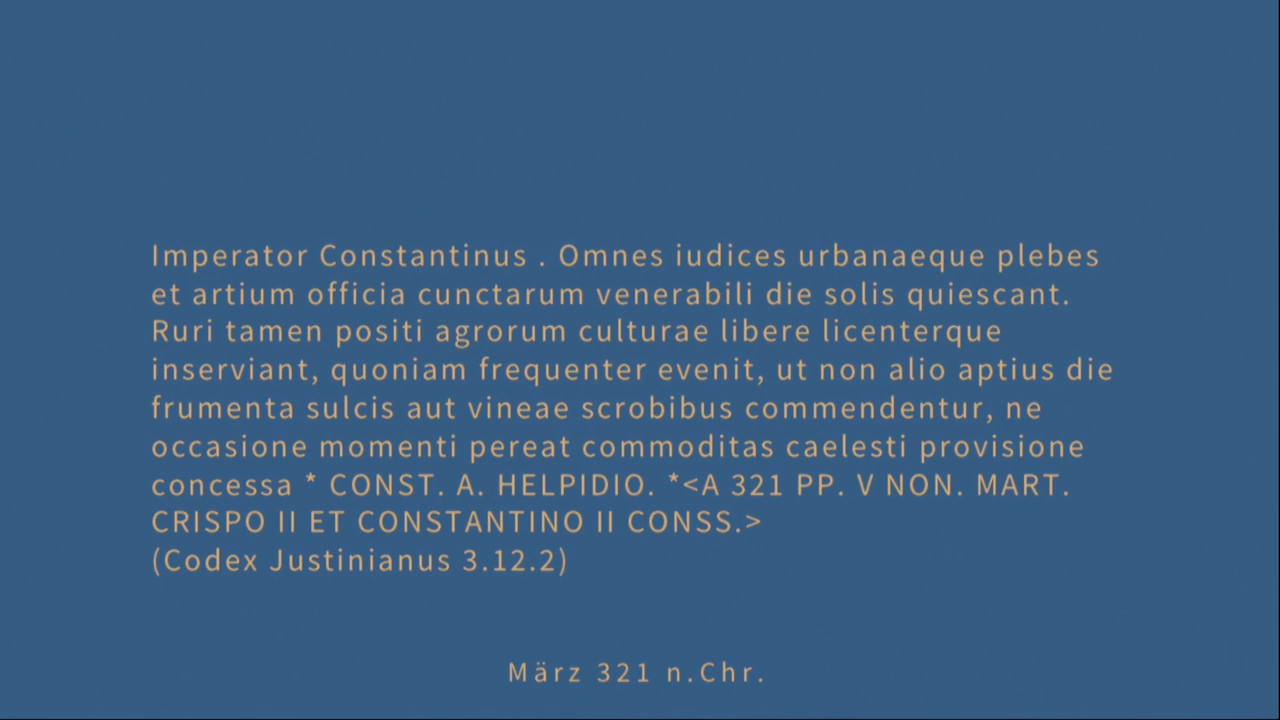 Imperator Constantinus . Omnes iudices urbanaeque plebes
et artium officia cunctarum venerabili die solis quiescant.
Ruri tamen positi agrorum culturae libere licenterque
inserviant, quoniam frequenter evenit, ut non alio aptius die
frumenta sulcis aut vineae scrobibus commendentur, ne
occasione momenti pereat commoditas caelesti provisione
concessa * CONST. A. HELPIDIO. *<A 321 PP. V NON. MART.
CRISPO II ET CONSTANTINO II CONSS.>
(Codex Justinianus 3.12.2)
März 321 n.Chr.